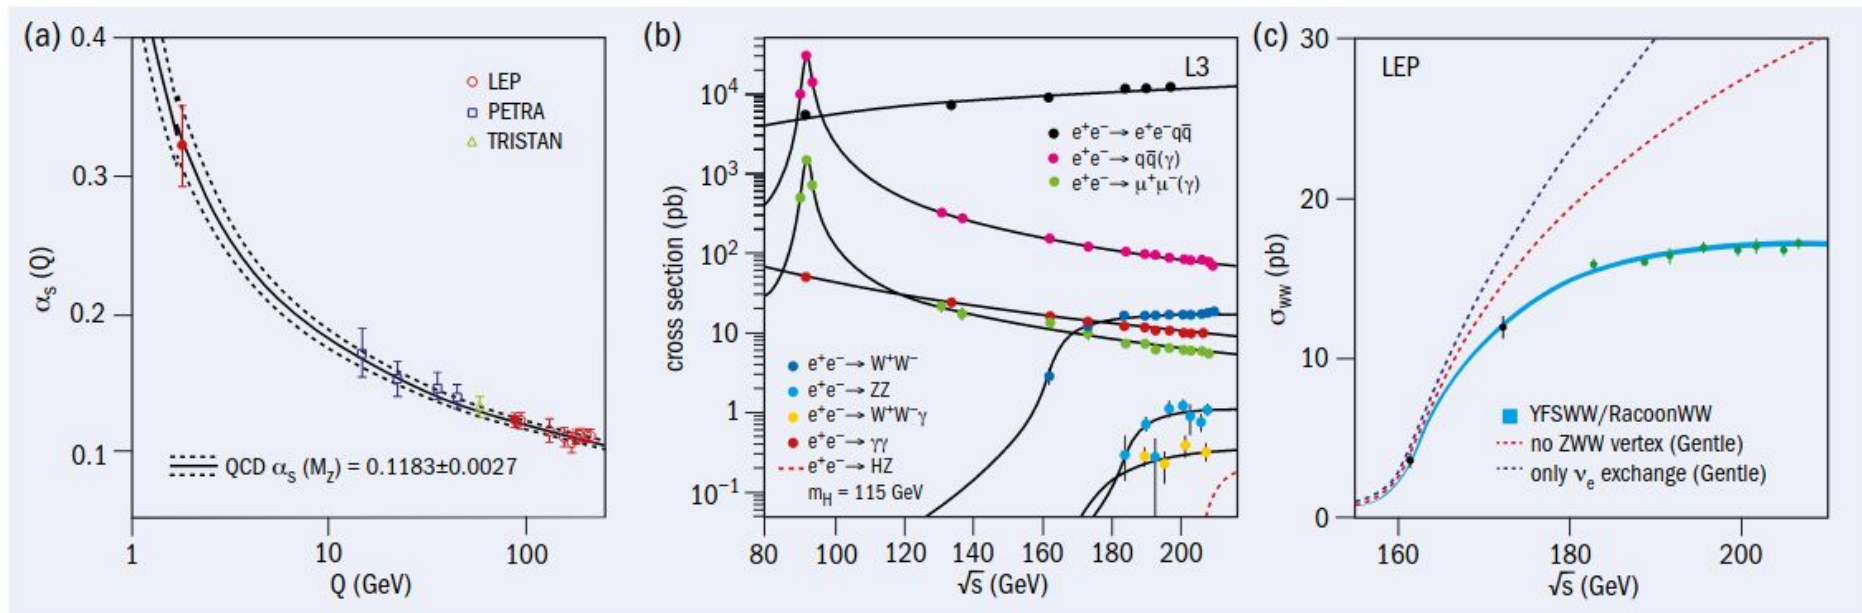 (a)
0.4
0.3
0.2
0.1
αs (Q)
LEP
PETRA
TRISTAN
QCD αs (MZ) = 0.1183±0.0027
1
10
100
Q (GeV)
(b)
L3
10⁴
10³
10²
10
1
10⁻¹
cross section (pb)
e⁺e⁻→ e⁺e⁻qq̄
e⁺e⁻→ qq̄(γ)
e⁺e⁻→ μ⁺μ⁻(γ)
e⁺e⁻→ W⁺W⁻
e⁺e⁻→ ZZ
e⁺e⁻→ W⁺W⁻γ
e⁺e⁻→ γγ
e⁺e⁻→ HZ
mH = 115 GeV
80 100 120 140 160 180 200
√s (GeV)
(c)
LEP
30
20
10
0
σww (pb)
YFSWW/RacoonWW
no ZWW vertex (Gentle)
only νe exchange (Gentle)
160 180 200
√s (GeV)